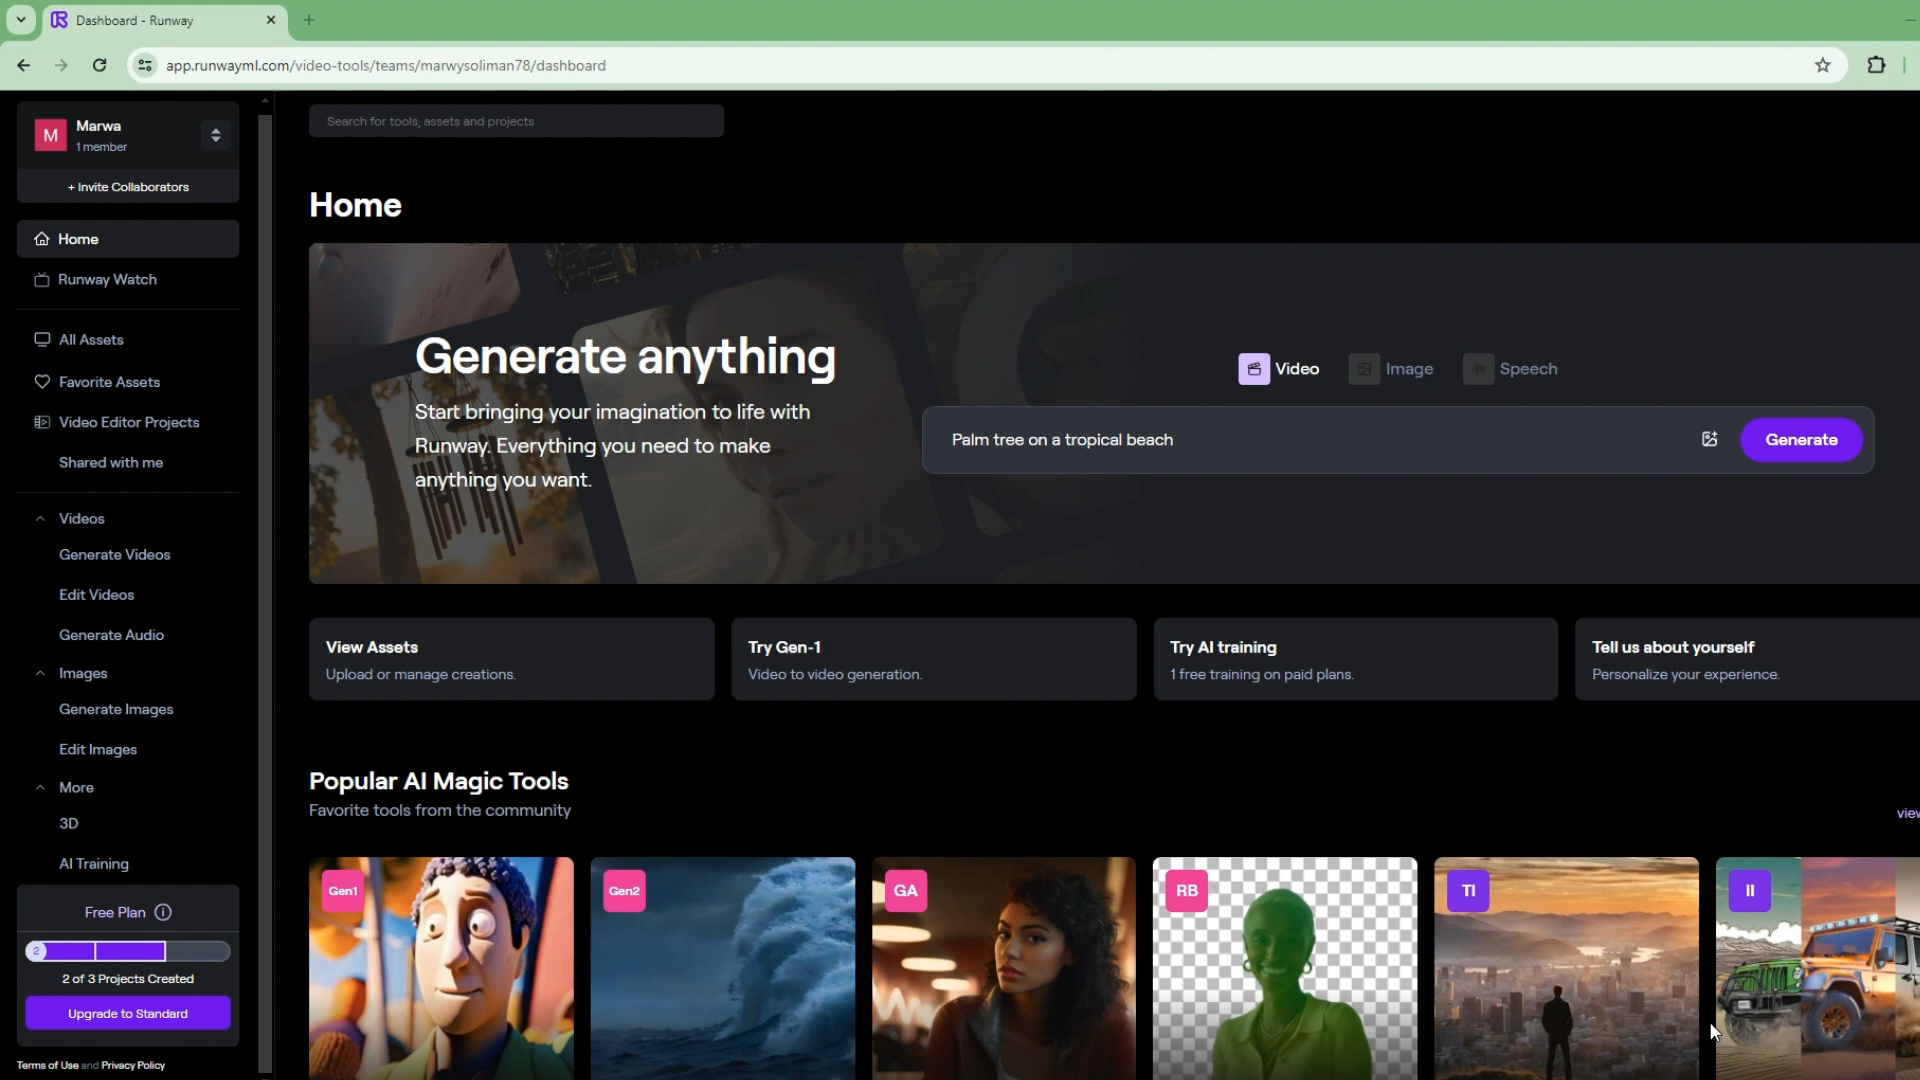 Dashboard - Runway
app.runwayml.com/video-tools/teams/marwysoliman78/dashboard
M
Marwa
1 member
+ Invite Collaborators
Home
Runway Watch
All Assets
Favorite Assets
Video Editor Projects
Shared with me
Videos
Generate Videos
Edit Videos
Generate Audio
Images
Generate Images
Edit Images
More
3D
AI Training
Free Plan
2
2 of 3 Projects Created
Upgrade to Standard
Terms of Use and Privacy Policy
Search for tools, assets and projects
Home
Generate anything
Start bringing your imagination to life with
Runway. Everything you need to make
anything you want.
Video Image Speech
Palm tree on a tropical beach
Generate
View Assets
Upload or manage creations.
Try Gen-1
Video to video generation.
Try AI training
1 free training on paid plans.
Tell us about yourself
Personalize your experience.
Popular AI Magic Tools
Favorite tools from the community
view
Gen1
Gen2
GA
RB
TI
II